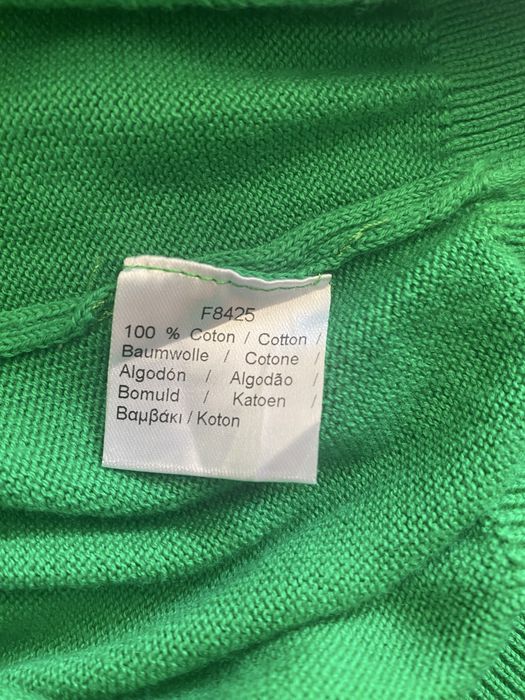 F8425
100 % Coton / Cotton /
Baumwolle / Cotone /
Algodón / Algodão /
Bomuld / Katoen /
Βαμβάκι / Koton